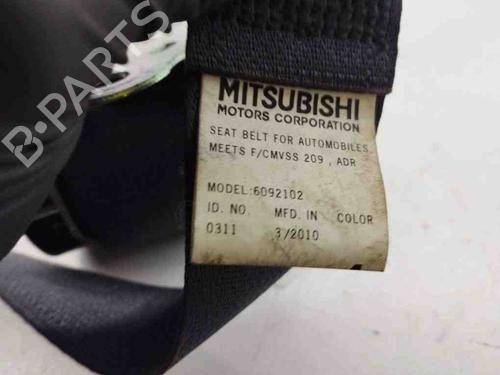 MITSUBISHI
MOTORS CORPORATION
SEAT BELT FOR AUTOMOBILES
MEETS F/CMVSS 209 , ADR
MODEL:6092102
ID. NO. MFD. IN COLOR
0311 3/2010
B-PARTS